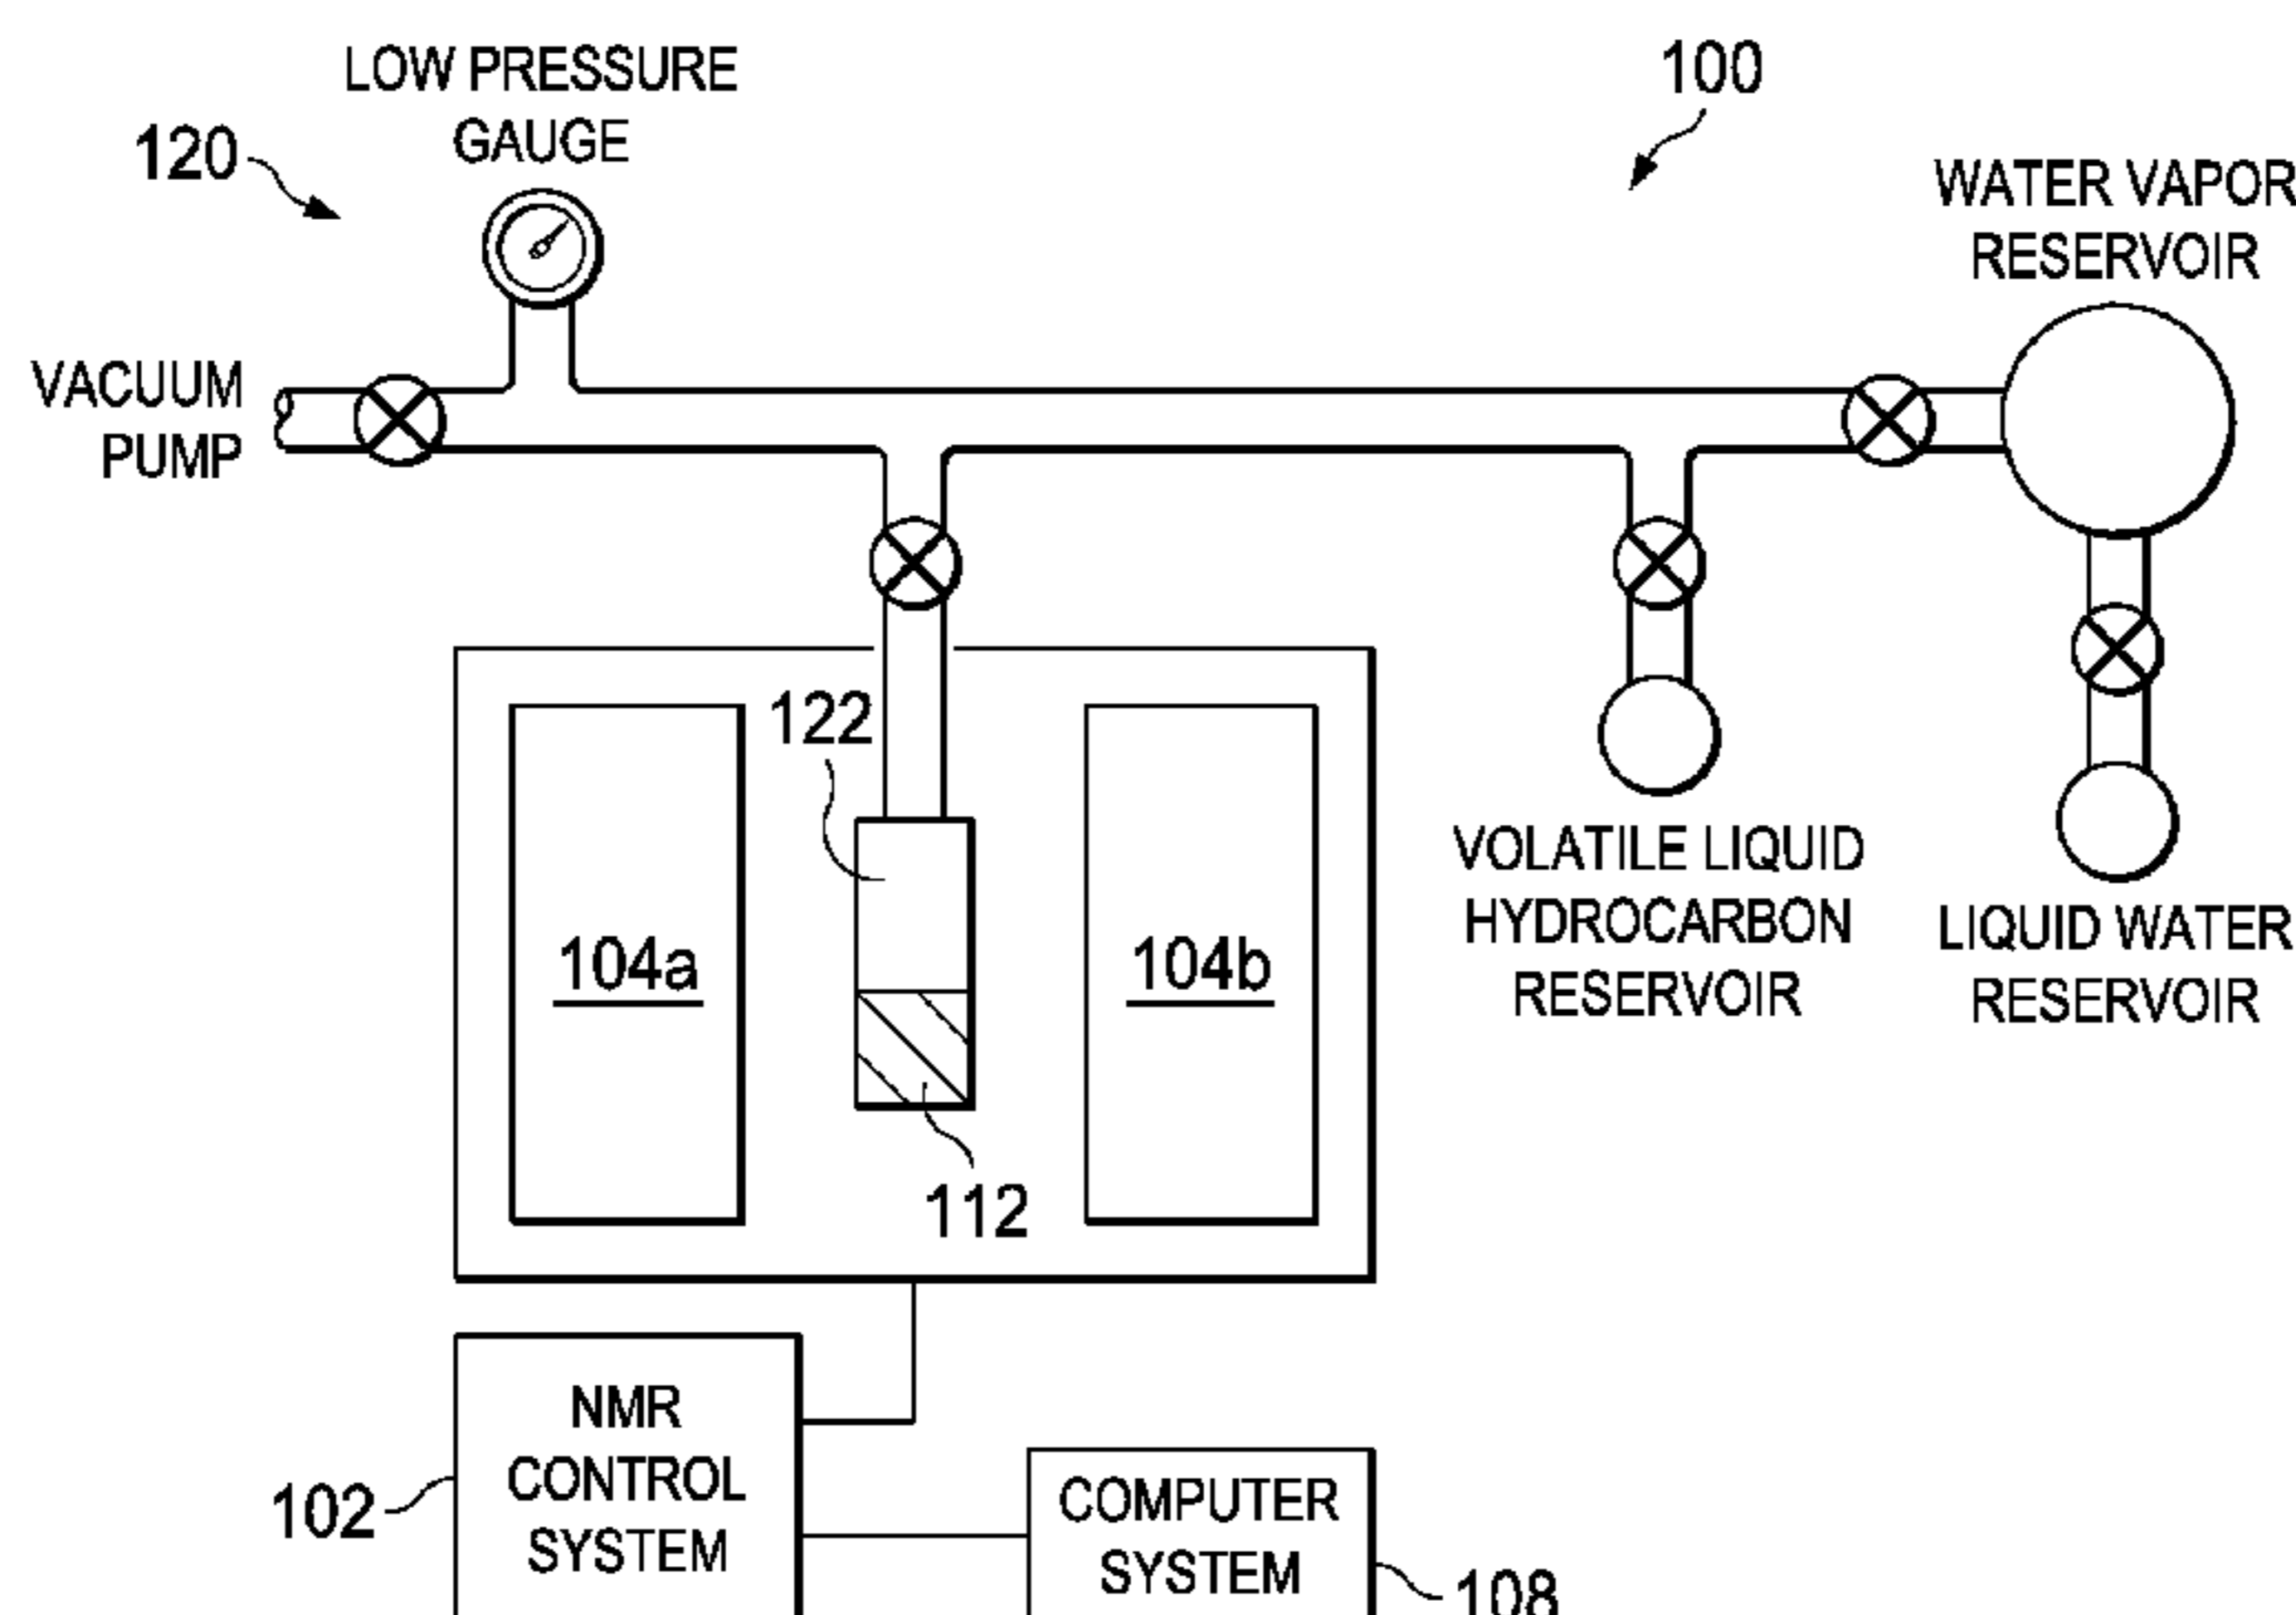 LOW PRESSURE
GAUGE
100
120
WATER VAPOR
RESERVOIR
VACUUM
PUMP
122
104a
104b
VOLATILE LIQUID
HYDROCARBON
RESERVOIR
LIQUID WATER
RESERVOIR
112
NMR
CONTROL
SYSTEM
102
COMPUTER
SYSTEM
108